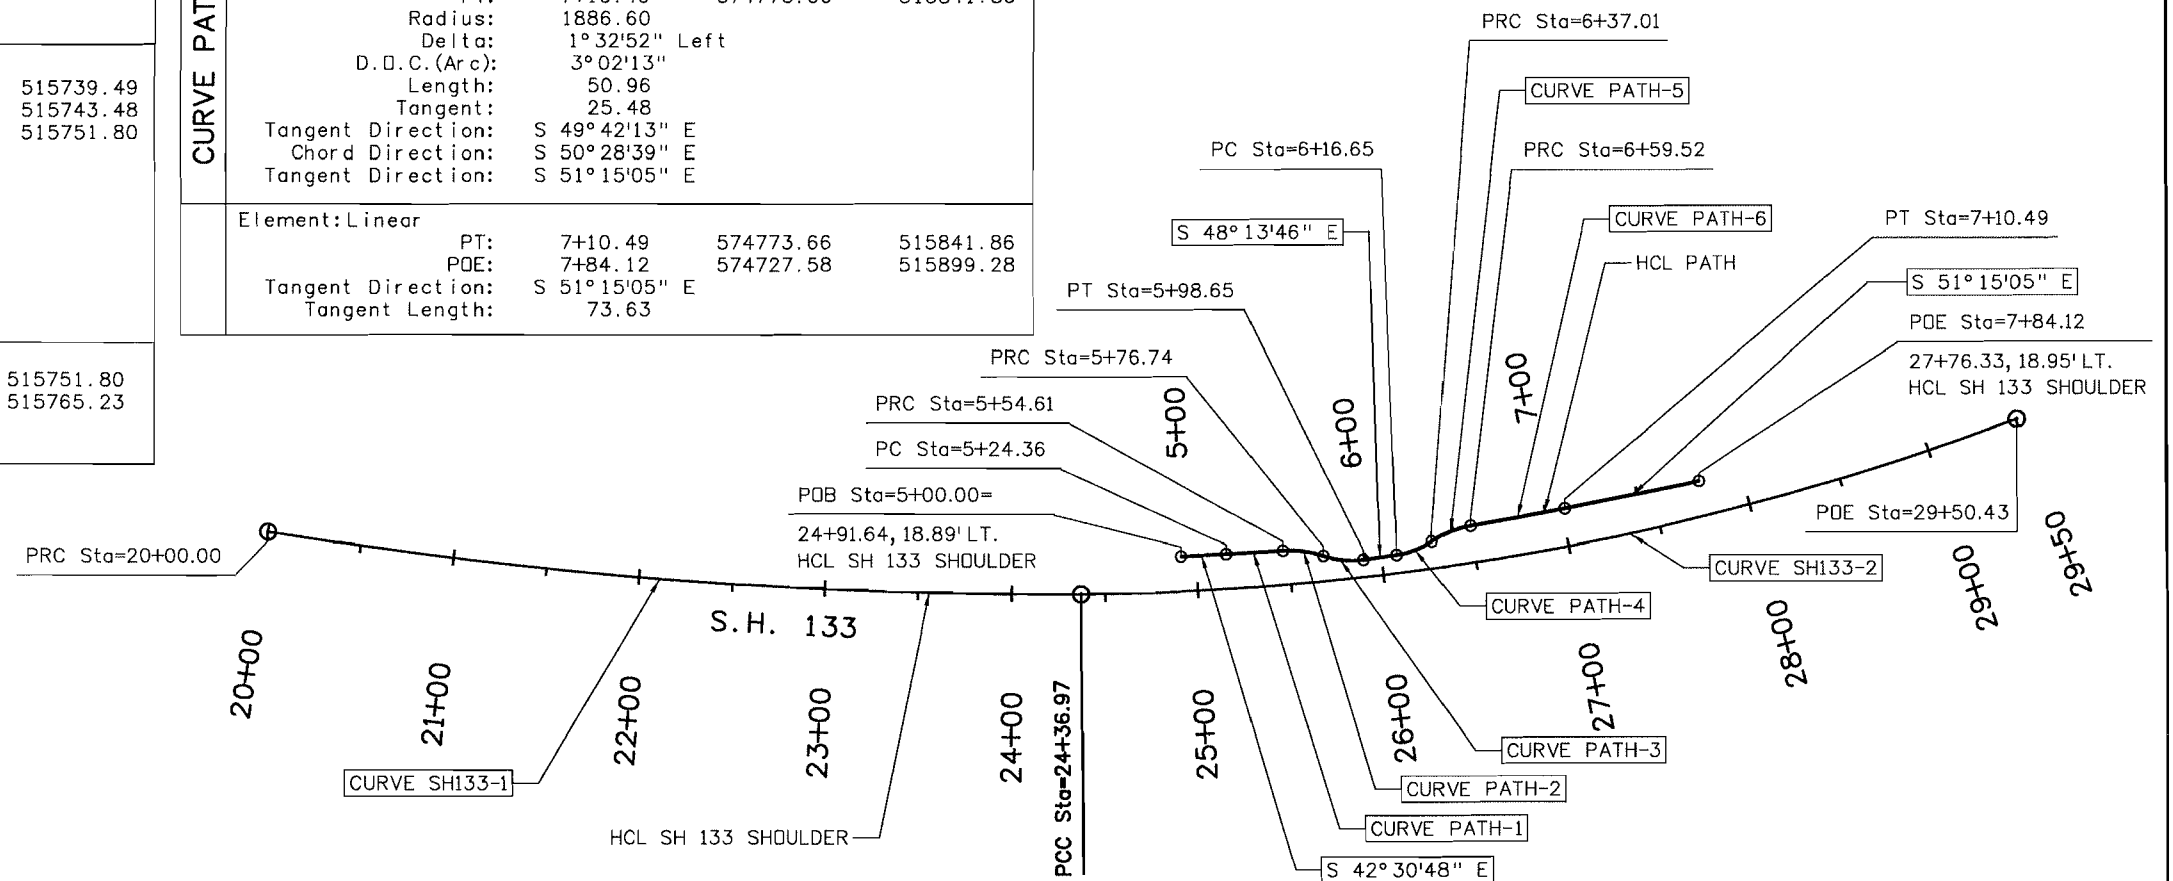 515739.49
515743.48
515751.80
515751.80
515765.23
CURVE PAT
Radius: 1886.60
Delta: 1°32'52" Left
D.O.C.(Arc): 3°02'13"
Length: 50.96
Tangent: 25.48
Tangent Direction: S 49°42'13" E
Chord Direction: S 50°28'39" E
Tangent Direction: S 51°15'05" E
Element:Linear
PT: 7+10.49 574773.66 515841.86
POE: 7+84.12 574727.58 515899.28
Tangent Direction: S 51°15'05" E
Tangent Length: 73.63
PRC Sta=6+37.01
CURVE PATH-5
PC Sta=6+16.65
PRC Sta=6+59.52
S 48°13'46" E
CURVE PATH-6
PT Sta=7+10.49
HCL PATH
PT Sta=5+98.65
S 51°15'05" E
POE Sta=7+84.12
27+76.33, 18.95' LT.
HCL SH 133 SHOULDER
PRC Sta=5+76.74
PRC Sta=5+54.61
PC Sta=5+24.36
POB Sta=5+00.00=
24+91.64, 18.89' LT.
HCL SH 133 SHOULDER
5+00
6+00
7+00
PRC Sta=20+00.00
POE Sta=29+50.43
CURVE SH133-2
CURVE PATH-4
S.H. 133
20+00
21+00
22+00
23+00
24+00
PCC Sta=24+36.97
25+00
26+00
27+00
28+00
29+00
29+50
CURVE PATH-3
CURVE SH133-1
CURVE PATH-2
HCL SH 133 SHOULDER
CURVE PATH-1
S 42°30'48" E